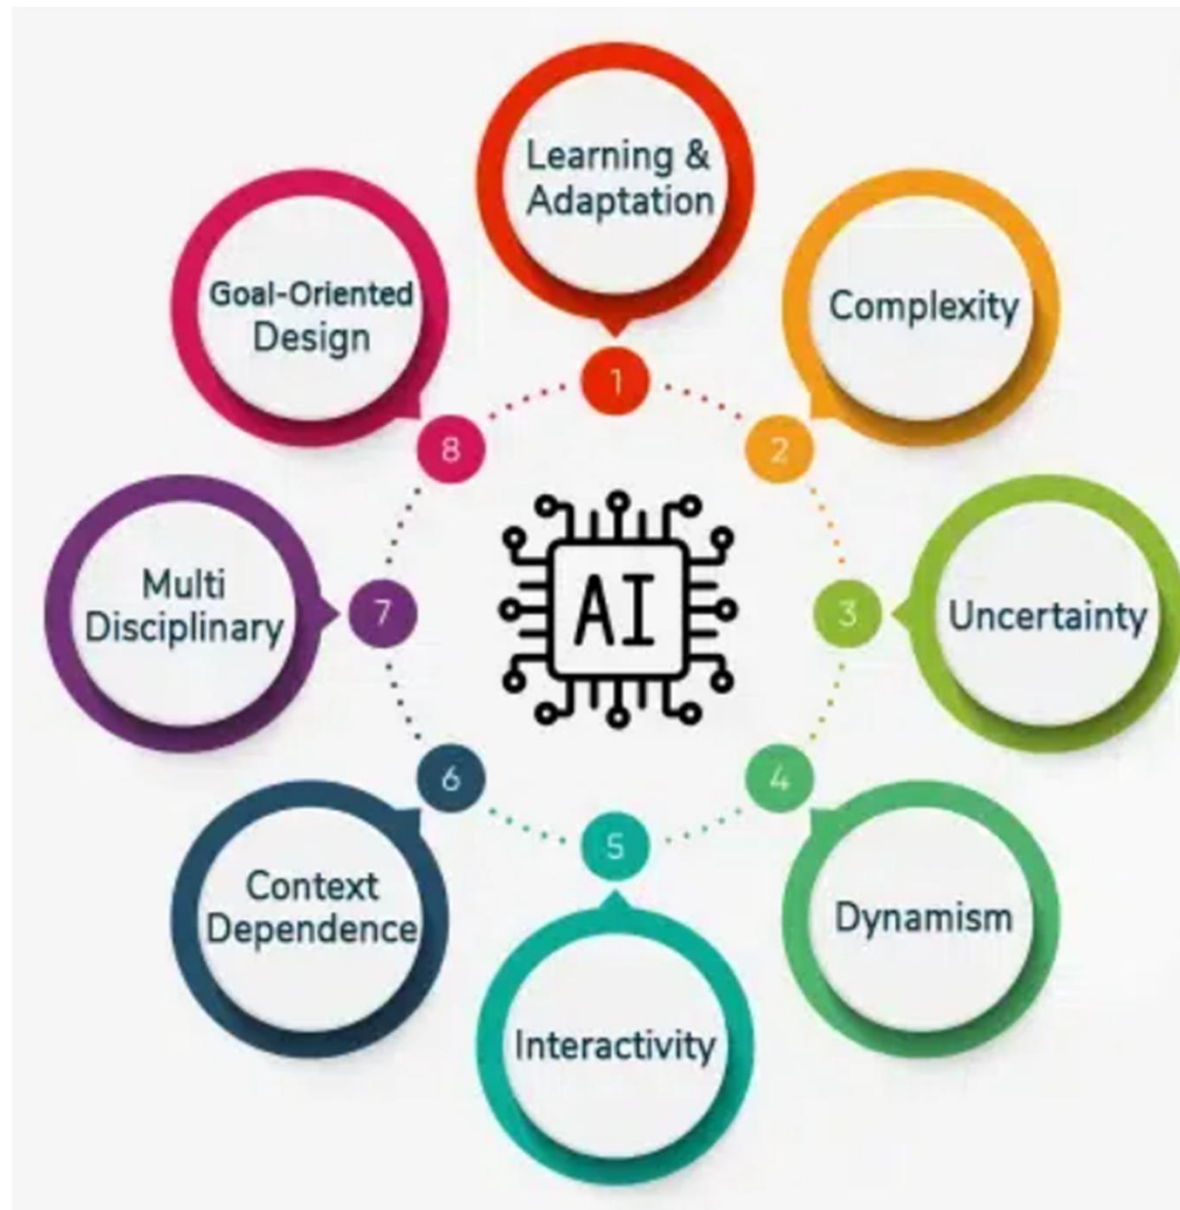 Learning &
Adaptation
1
Complexity
2
Uncertainty
3
Dynamism
4
Interactivity
5
Context
Dependence
6
Multi
Disciplinary
7
Goal-Oriented
Design
8
AI